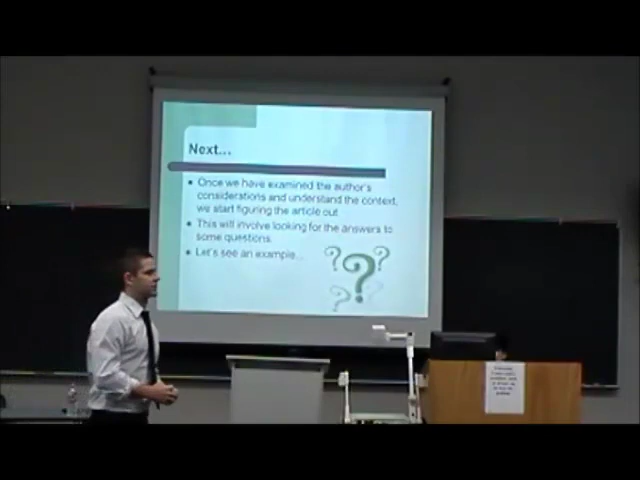 Next...
• Once we have examined the author's
considerations and understand the context,
we start figuring the article out
• This will involve looking for the answers to
some questions.
• Let's see an example...